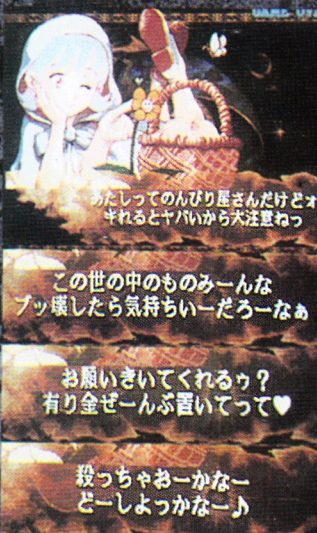 あたしってのんびり屋さんだけどォ
キれるとヤバいから大注意ねっ
この世の中のものみーんな
ブッ壊したら気持ちいーだろーなぁ
お願いきいてくれるゥ？
有り金ぜーんぶ置いてって♥
殺っちゃおーかなー
どーしよっかなー♪